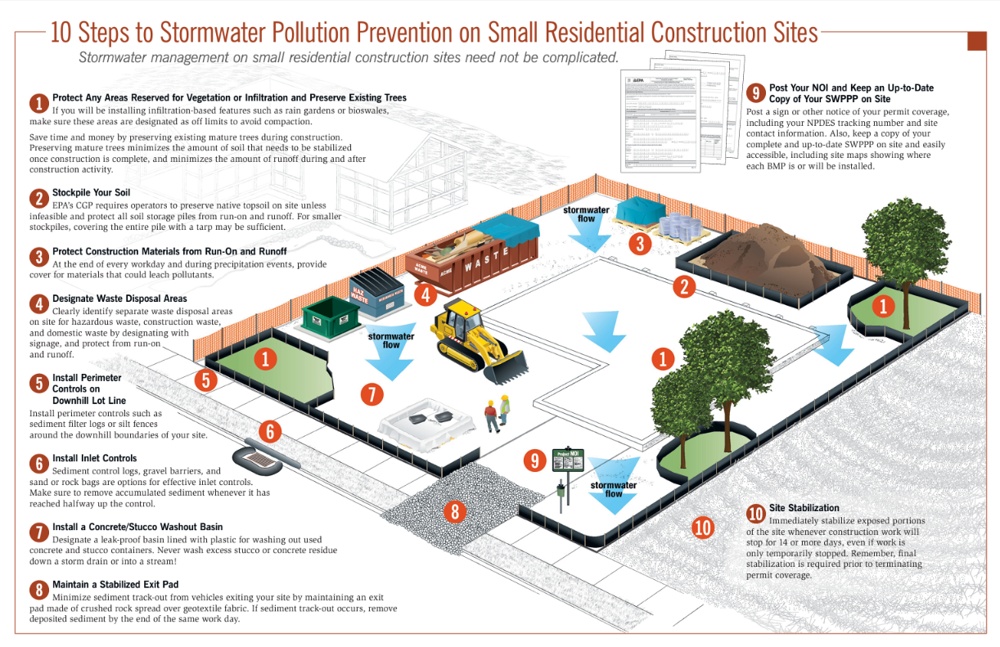 10 Steps to Stormwater Pollution Prevention on Small Residential Construction Sites
Stormwater management on small residential construction sites need not be complicated.
1 Protect Any Areas Reserved for Vegetation or Infiltration and Preserve Existing Trees
If you will be installing infiltration-based features such as rain gardens or bioswales,
make sure these areas are designated as off limits to avoid compaction.
Save time and money by preserving existing mature trees during construction.
Preserving mature trees minimizes the amount of soil that needs to be stabilized
once construction is complete, and minimizes the amount of runoff during and after
construction activity.
2 Stockpile Your Soil
EPA's CGP requires operators to preserve native topsoil on site unless
infeasible and protect all soil storage piles from run-on and runoff. For smaller
stockpiles, covering the entire pile with a tarp may be sufficient.
3 Protect Construction Materials from Run-On and Runoff
At the end of every workday and during precipitation events, provide
cover for materials that could leach pollutants.
4 Designate Waste Disposal Areas
Clearly identify separate waste disposal areas
on site for hazardous waste, construction waste,
and domestic waste by designating with
signage, and protect from run-on
and runoff.
5 Install Perimeter
Controls on
Downhill Lot Line
Install perimeter controls such as
sediment filter logs or silt fences
around the downhill boundaries of your site.
6 Install Inlet Controls
Sediment control logs, gravel barriers, and
sand or rock bags are options for effective inlet controls.
Make sure to remove accumulated sediment whenever it has
reached halfway up the control.
7 Install a Concrete/Stucco Washout Basin
Designate a leak-proof basin lined with plastic for washing out used
concrete and stucco containers. Never wash excess stucco or concrete residue
down a storm drain or into a stream!
8 Maintain a Stabilized Exit Pad
Minimize sediment track-out from vehicles exiting your site by maintaining an exit
pad made of crushed rock spread over geotextile fabric. If sediment track-out occurs, remove
deposited sediment by the end of the same work day.
9 Post Your NOI and Keep an Up-to-Date
Copy of Your SWPPP on Site
Post a sign or other notice of your permit coverage,
including your NPDES tracking number and site
contact information. Also, keep a copy of your
complete and up-to-date SWPPP on site and easily
accessible, including site maps showing where
each BMP is or will be installed.
10 Site Stabilization
Immediately stabilize exposed portions
of the site whenever construction work will
stop for 14 or more days, even if work is
only temporarily stopped. Remember, final
stabilization is required prior to terminating
permit coverage.
EPA
stormwater
flow
3
ACME
WASTE
ACME WASTE
2
1
4
HAZ
WASTE
HAZARDOUS WASTE
stormwater
flow
1
1
5
7
6
9
Project NOI
stormwater
flow
8
10